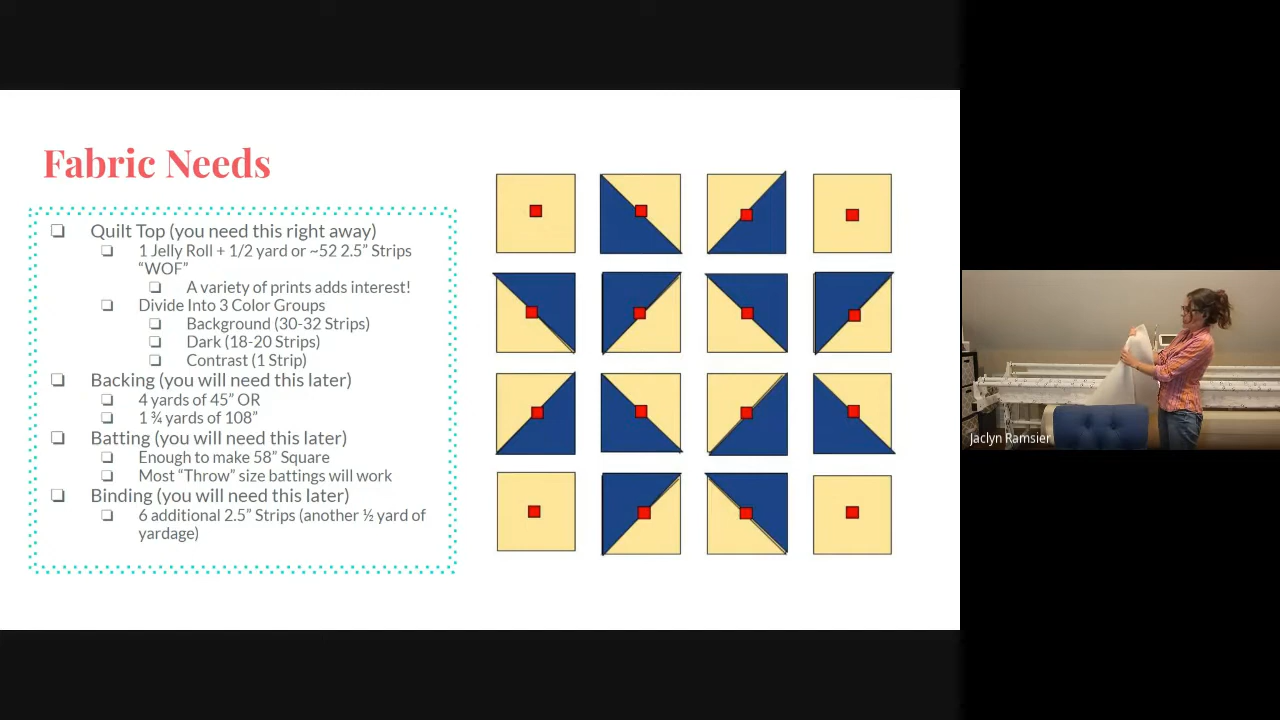 Fabric Needs
❏ Quilt Top (you need this right away)
❏ 1 Jelly Roll + 1/2 yard or ~52 2.5” Strips
“WOF”
❏ A variety of prints adds interest!
❏ Divide Into 3 Color Groups
❏ Background (30-32 Strips)
❏ Dark (18-20 Strips)
❏ Contrast (1 Strip)
❏ Backing (you will need this later)
❏ 4 yards of 45” OR
❏ 1 ¾ yards of 108”
❏ Batting (you will need this later)
❏ Enough to make 58” Square
❏ Most “Throw” size battings will work
❏ Binding (you will need this later)
❏ 6 additional 2.5” Strips (another ½ yard of
yardage)
Jaclyn Ramsier